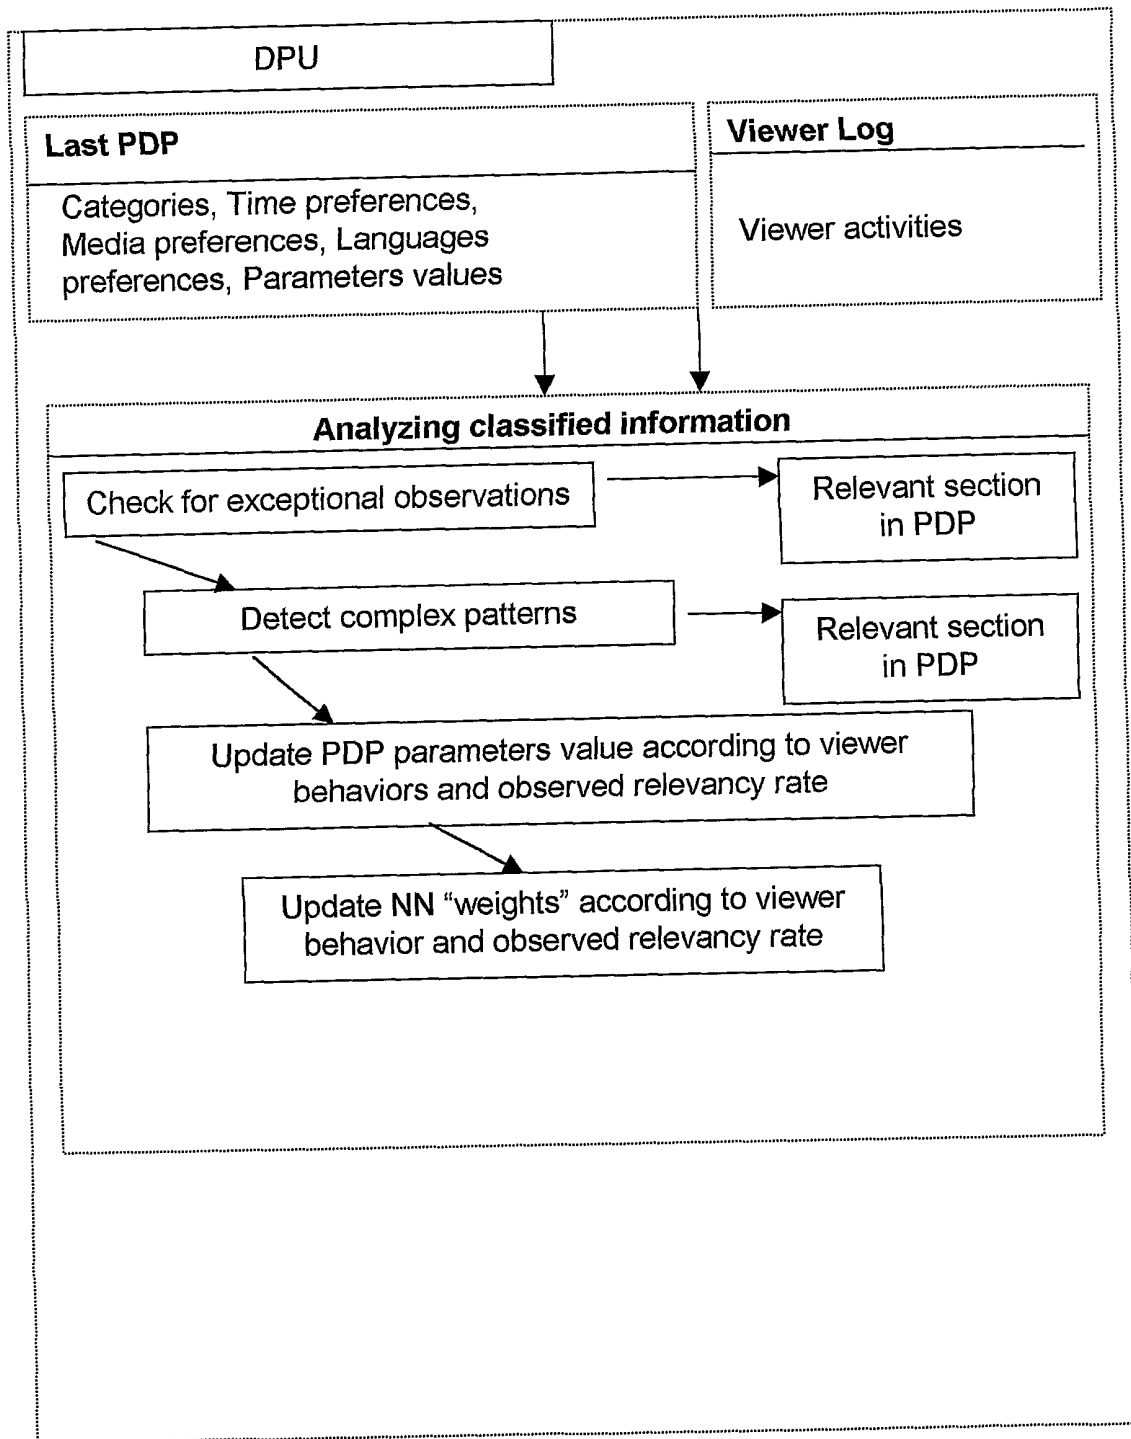 DPU
Last PDP
Categories, Time preferences,
Media preferences, Languages
preferences, Parameters values
Viewer Log
Viewer activities
Analyzing classified information
Check for exceptional observations
Relevant section
in PDP
Detect complex patterns
Relevant section
in PDP
Update PDP parameters value according to viewer
behaviors and observed relevancy rate
Update NN “weights” according to viewer
behavior and observed relevancy rate